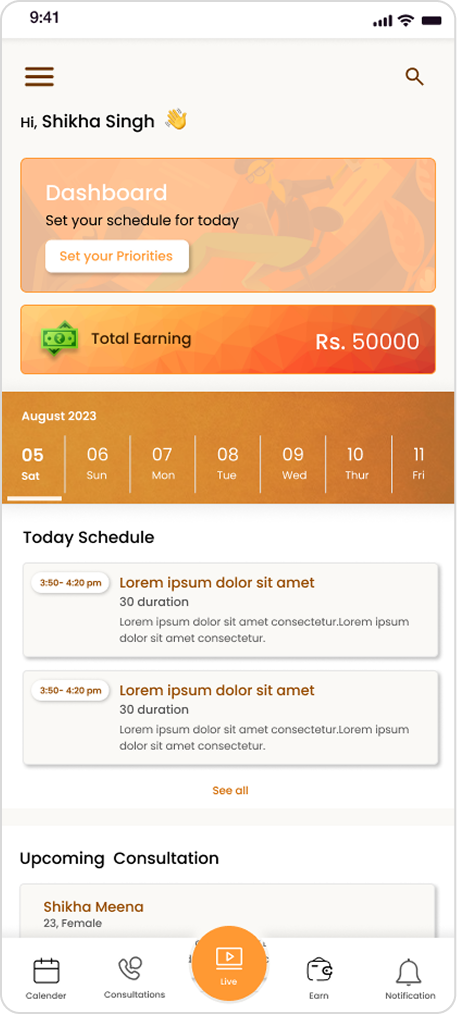 9:41
Hi, Shikha Singh
Dashboard
Set your schedule for today
Set your Priorities
Total Earning
Rs. 50000
August 2023
05 06 07 08 09 10 11
Sat Sun Mon Tue Wed Thur Fri
Today Schedule
3:50- 4:20 pm
Lorem ipsum dolor sit amet
30 duration
Lorem ipsum dolor sit amet consectetur.Lorem ipsum
dolor sit amet consectetur.
3:50- 4:20 pm
Lorem ipsum dolor sit amet
30 duration
Lorem ipsum dolor sit amet consectetur.Lorem ipsum
dolor sit amet consectetur.
See all
Upcoming Consultation
Shikha Meena
23, Female
Calender
Consultations
Live
Earn
Notification